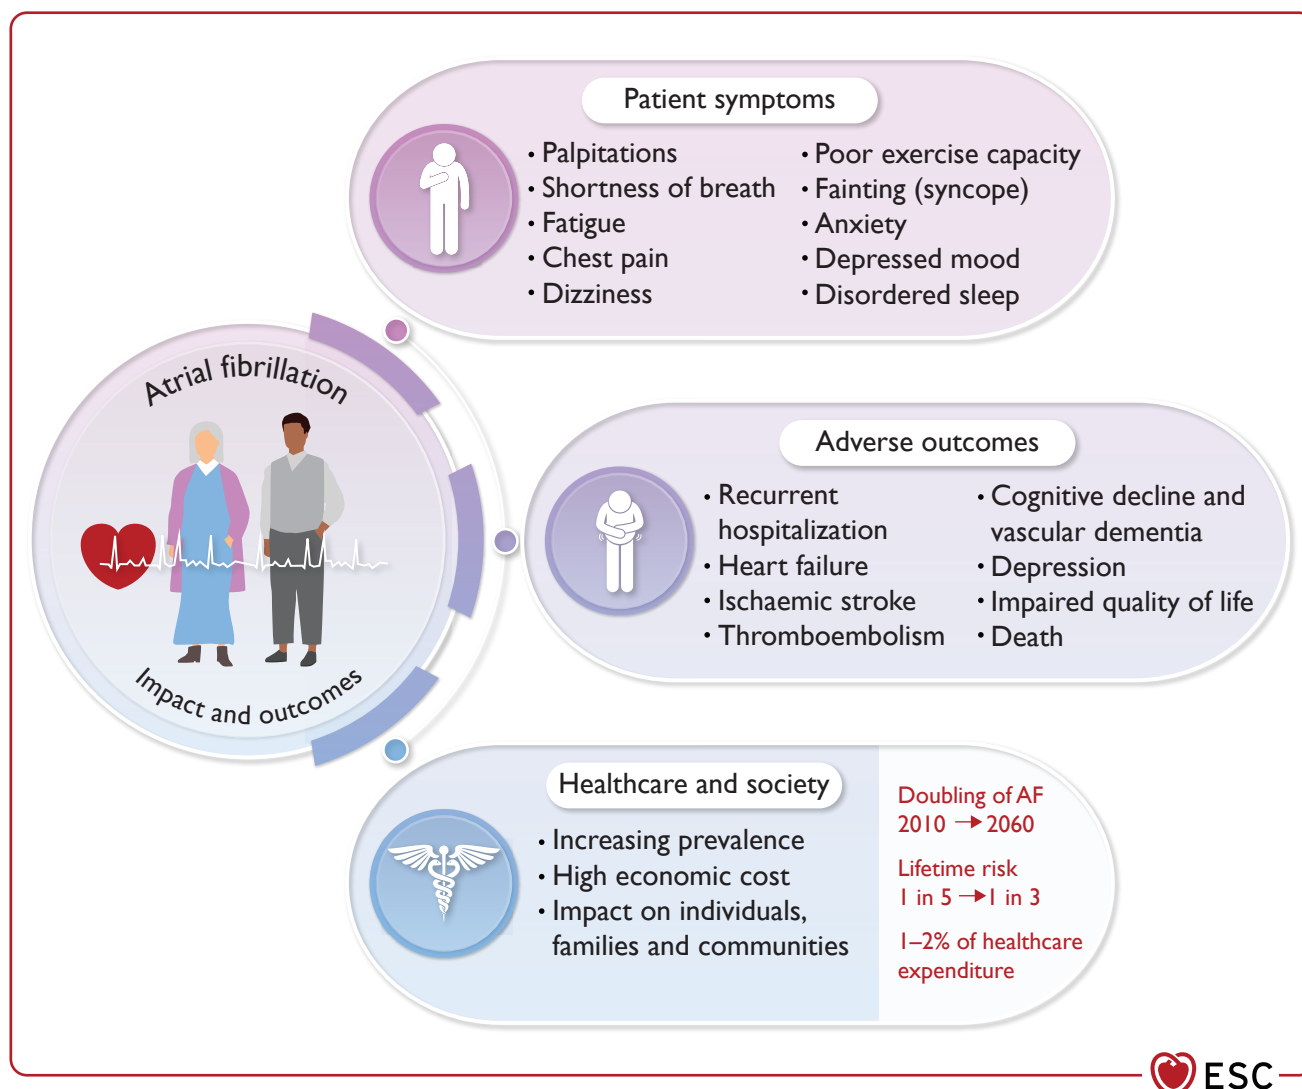 Patient symptoms
• Palpitations
• Shortness of breath
• Fatigue
• Chest pain
• Dizziness
• Poor exercise capacity
• Fainting (syncope)
• Anxiety
• Depressed mood
• Disordered sleep
Atrial fibrillation
Impact and outcomes
Adverse outcomes
• Recurrent
hospitalization
• Heart failure
• Ischaemic stroke
• Thromboembolism
• Cognitive decline and
vascular dementia
• Depression
• Impaired quality of life
• Death
Healthcare and society
• Increasing prevalence
• High economic cost
• Impact on individuals,
families and communities
Doubling of AF
2010 → 2060
Lifetime risk
1 in 5 → 1 in 3
1–2% of healthcare
expenditure
ESC